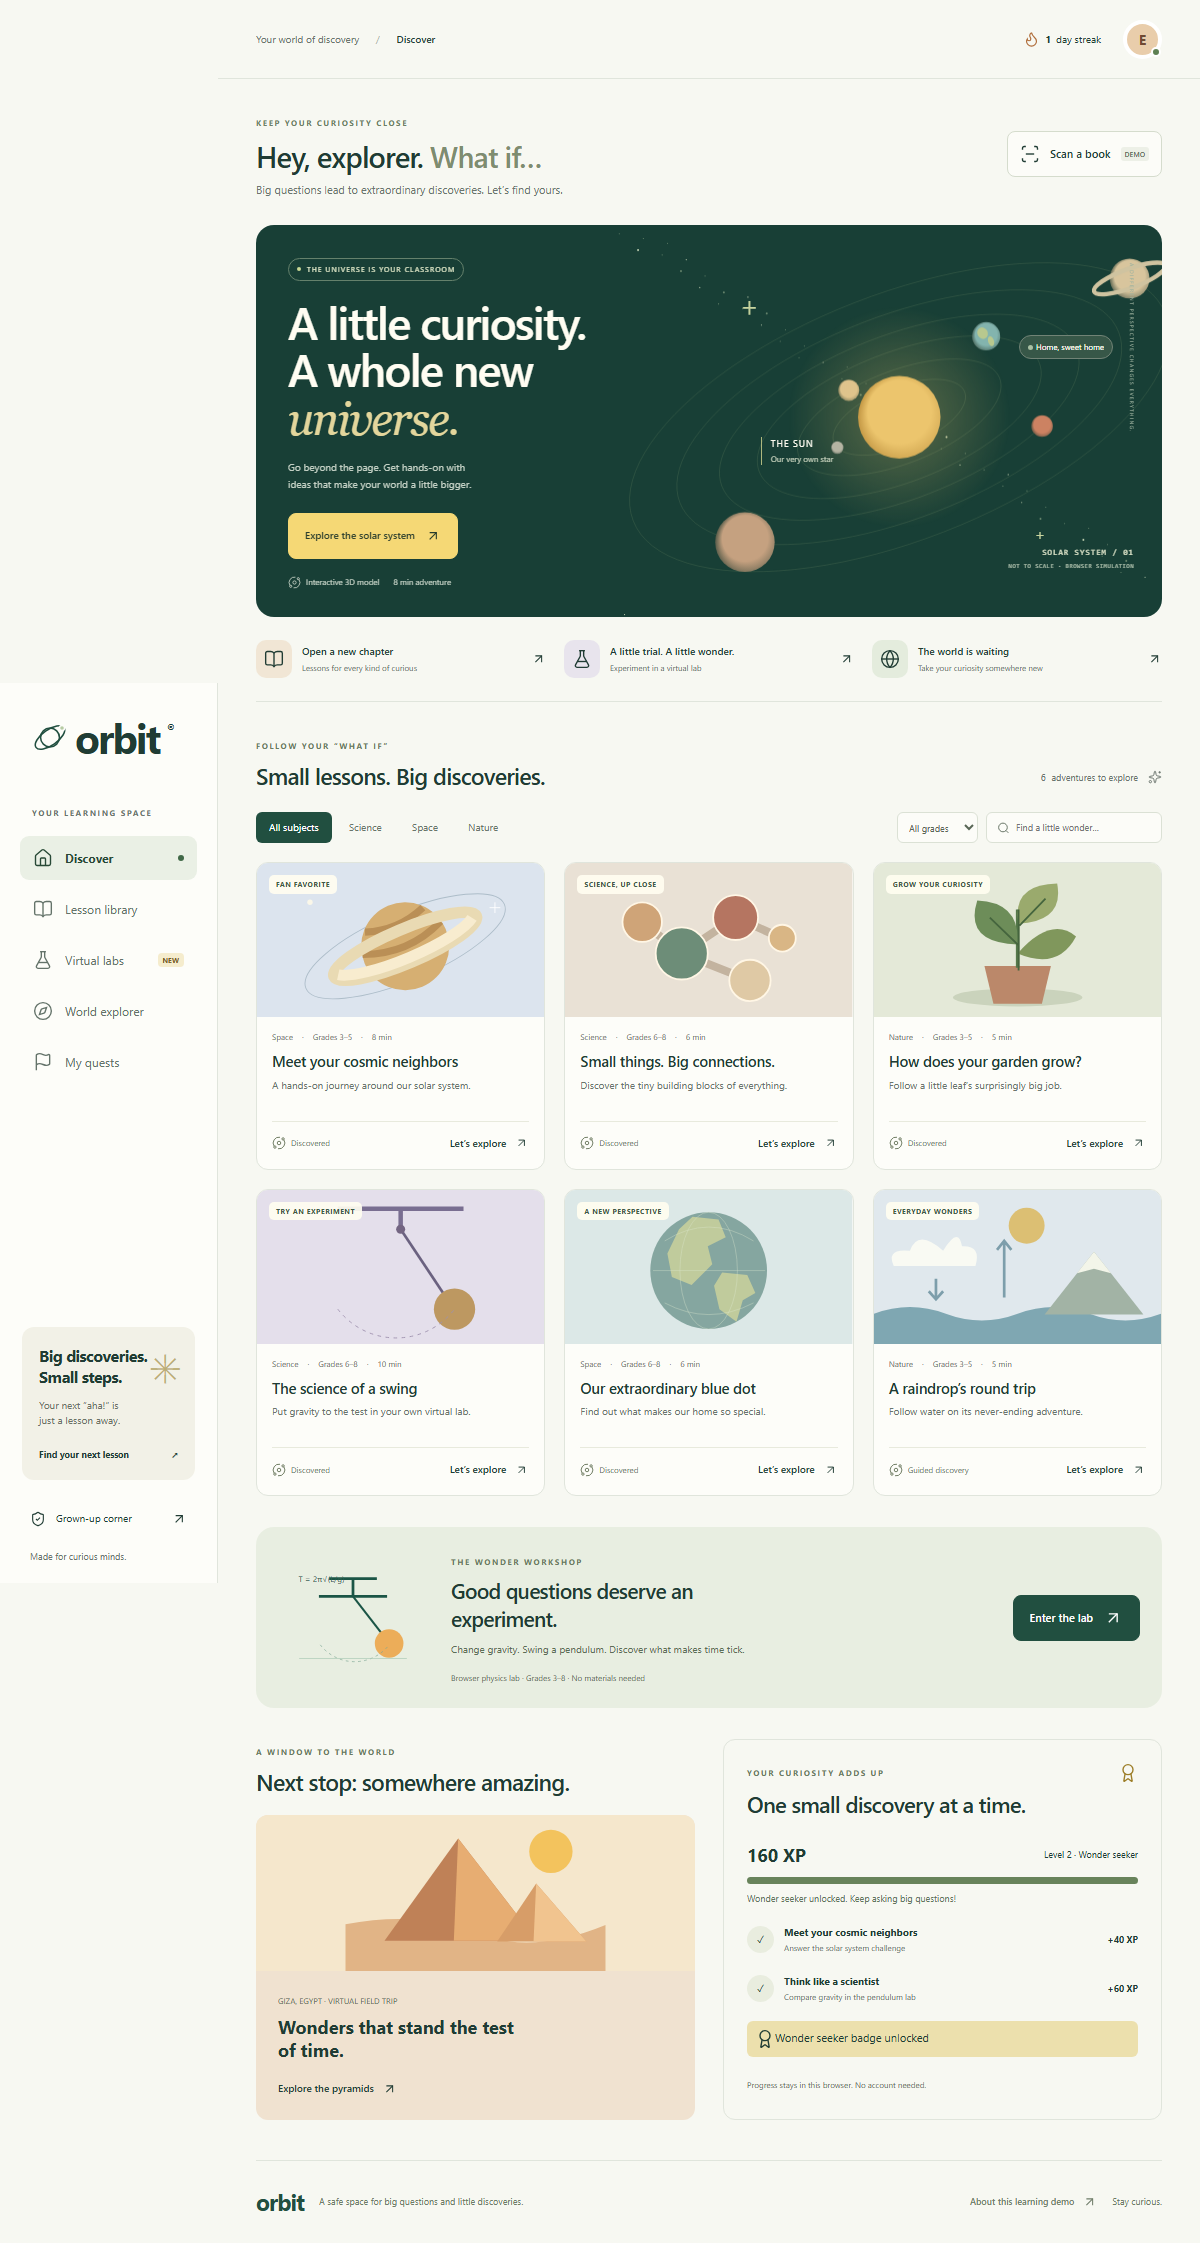 Your world of discovery / Discover
1 day streak
E
KEEP YOUR CURIOSITY CLOSE
Hey, explorer. What if...
Big questions lead to extraordinary discoveries. Let's find yours.
Scan a book DEMO
THE UNIVERSE IS YOUR CLASSROOM
A little curiosity.
A whole new
universe.
Go beyond the page. Get hands-on with
ideas that make your world a little bigger.
Explore the solar system
Interactive 3D model 8 min adventure
Home, sweet home
THE SUN
Our very own star
PERSPECTIVE CHANGES EVERYTHING.
SOLAR SYSTEM / 01
NOT TO SCALE · BROWSER SIMULATION
Open a new chapter
Lessons for every kind of curious
A little trial. A little wonder.
Experiment in a virtual lab
The world is waiting
Take your curiosity somewhere new
orbit ®
YOUR LEARNING SPACE
Discover
Lesson library
Virtual labs NEW
World explorer
My quests
Big discoveries.
Small steps.
Your next "aha!" is
just a lesson away.
Find your next lesson ↗
Grown-up corner
Made for curious minds.
FOLLOW YOUR "WHAT IF"
Small lessons. Big discoveries.
6 adventures to explore
All subjects Science Space Nature
All grades
Find a little wonder...
FAN FAVORITE
Space · Grades 3–5 · 8 min
Meet your cosmic neighbors
A hands-on journey around our solar system.
Discovered Let's explore
SCIENCE, UP CLOSE
Science · Grades 6–8 · 6 min
Small things. Big connections.
Discover the tiny building blocks of everything.
Discovered Let's explore
GROW YOUR CURIOSITY
Nature · Grades 3–5 · 5 min
How does your garden grow?
Follow a little leaf's surprisingly big job.
Discovered Let's explore
TRY AN EXPERIMENT
Science · Grades 6–8 · 10 min
The science of a swing
Put gravity to the test in your own virtual lab.
Discovered Let's explore
A NEW PERSPECTIVE
Space · Grades 6–8 · 6 min
Our extraordinary blue dot
Find out what makes our home so special.
Discovered Let's explore
EVERYDAY WONDERS
Nature · Grades 3–5 · 5 min
A raindrop's round trip
Follow water on its never-ending adventure.
Guided discovery Let's explore
T = 2π√(L/g)
THE WONDER WORKSHOP
Good questions deserve an
experiment.
Change gravity. Swing a pendulum. Discover what makes time tick.
Browser physics lab · Grades 3–8 · No materials needed
Enter the lab
A WINDOW TO THE WORLD
Next stop: somewhere amazing.
GIZA, EGYPT · VIRTUAL FIELD TRIP
Wonders that stand the test
of time.
Explore the pyramids
YOUR CURIOSITY ADDS UP
One small discovery at a time.
160 XP
Level 2 · Wonder seeker
Wonder seeker unlocked. Keep asking big questions!
✓ Meet your cosmic neighbors
Answer the solar system challenge
+40 XP
✓ Think like a scientist
Compare gravity in the pendulum lab
+60 XP
Wonder seeker badge unlocked
Progress stays in this browser. No account needed.
orbit
A safe space for big questions and little discoveries.
About this learning demo
Stay curious.